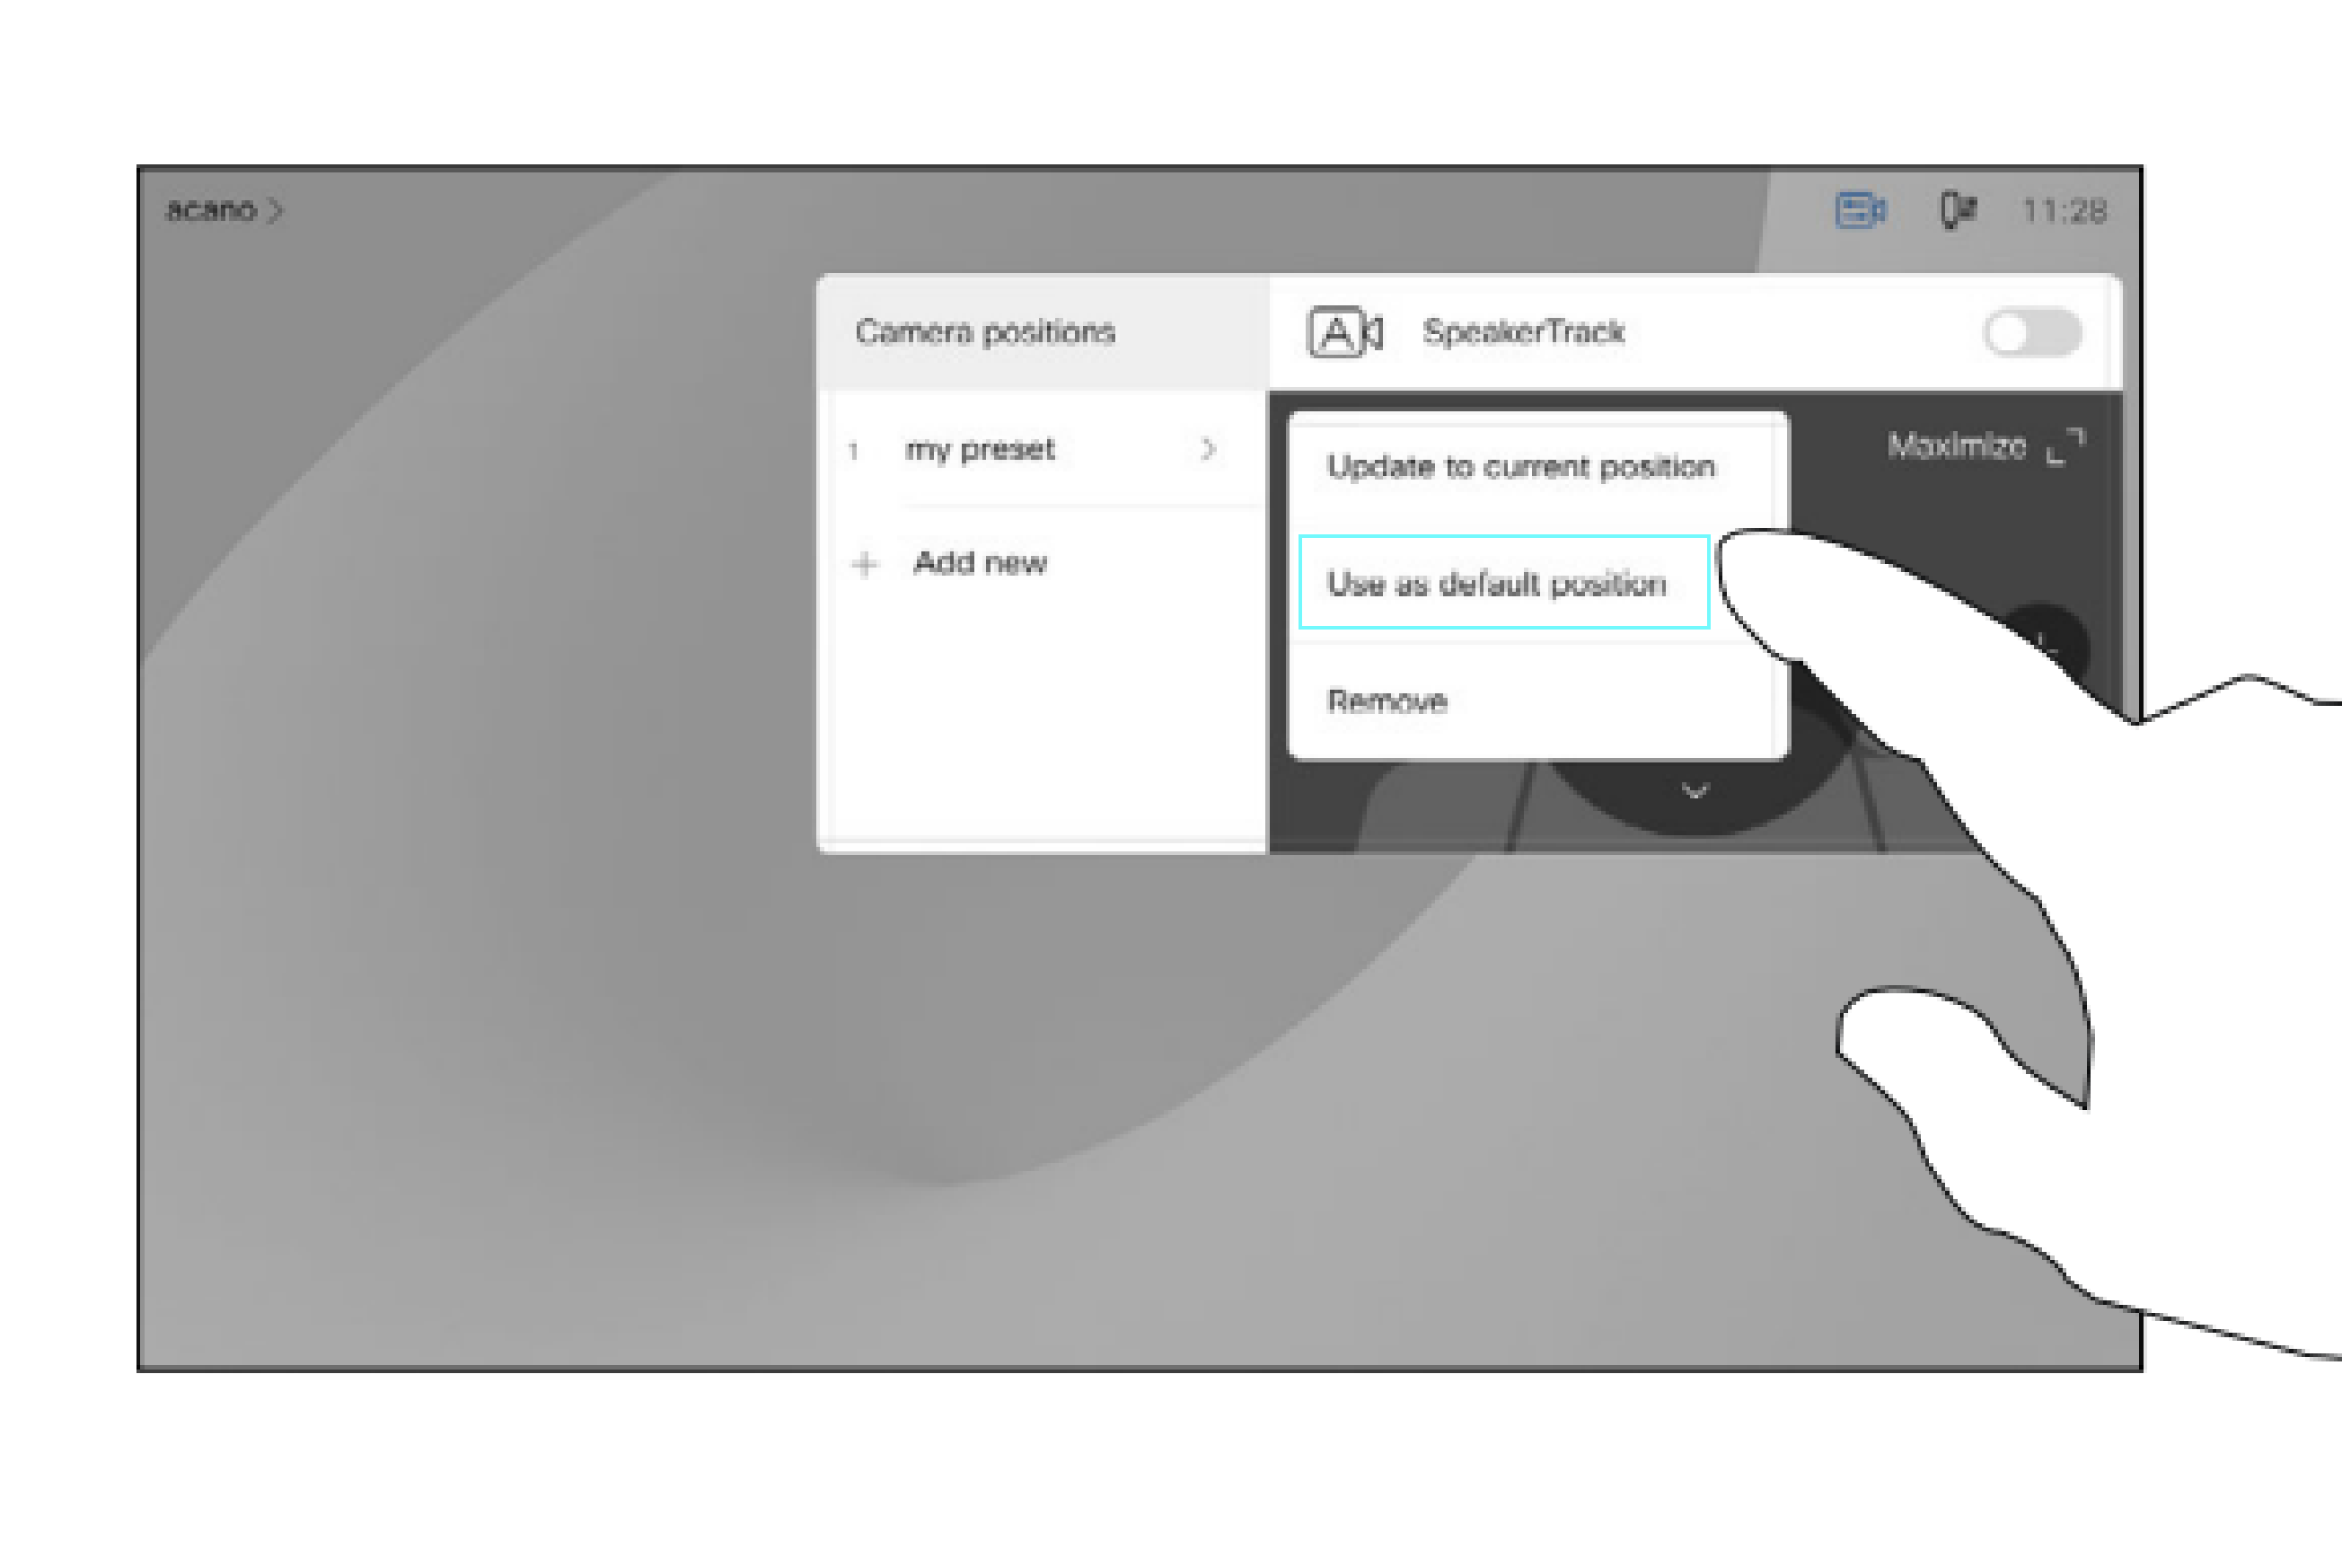 acano
11:28
Camera positions
SpeakerTrack
1 my preset
Maximize
Update to current position
Add new
Use as default position
Remove